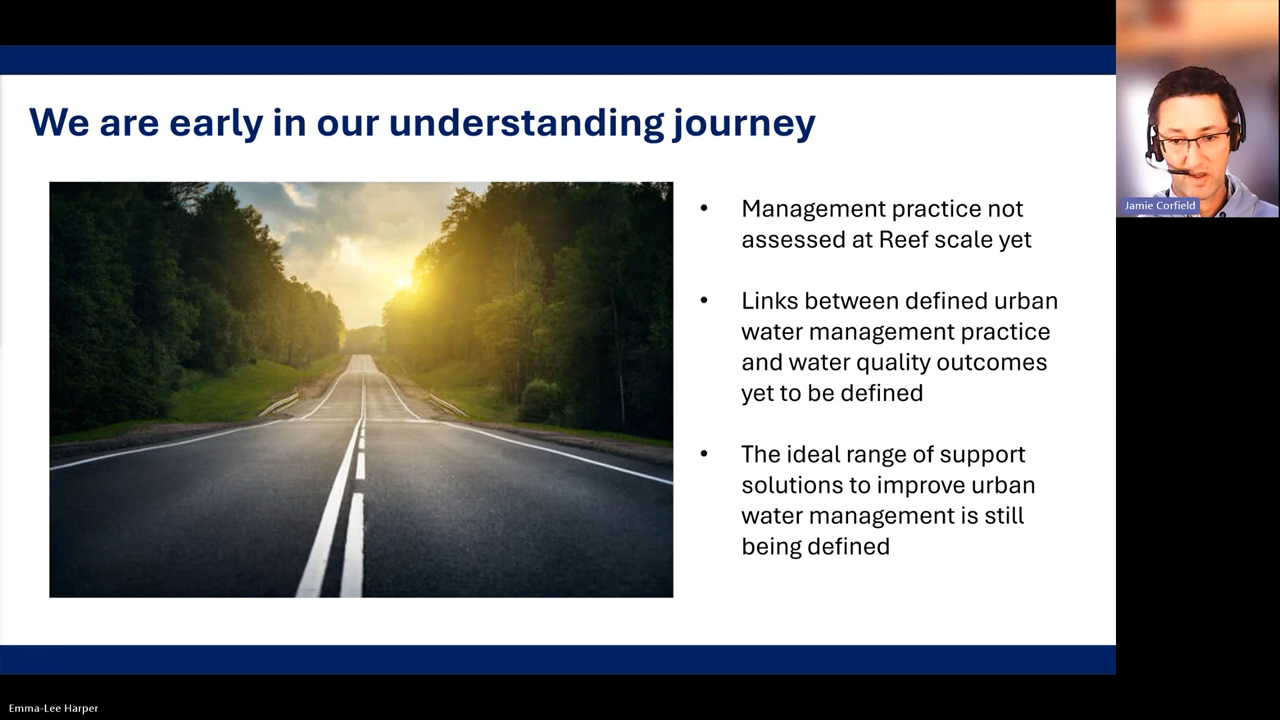 We are early in our understanding journey
• Management practice not
assessed at Reef scale yet
• Links between defined urban
water management practice
and water quality outcomes
yet to be defined
• The ideal range of support
solutions to improve urban
water management is still
being defined
Jamie Corfield
Emma-Lee Harper